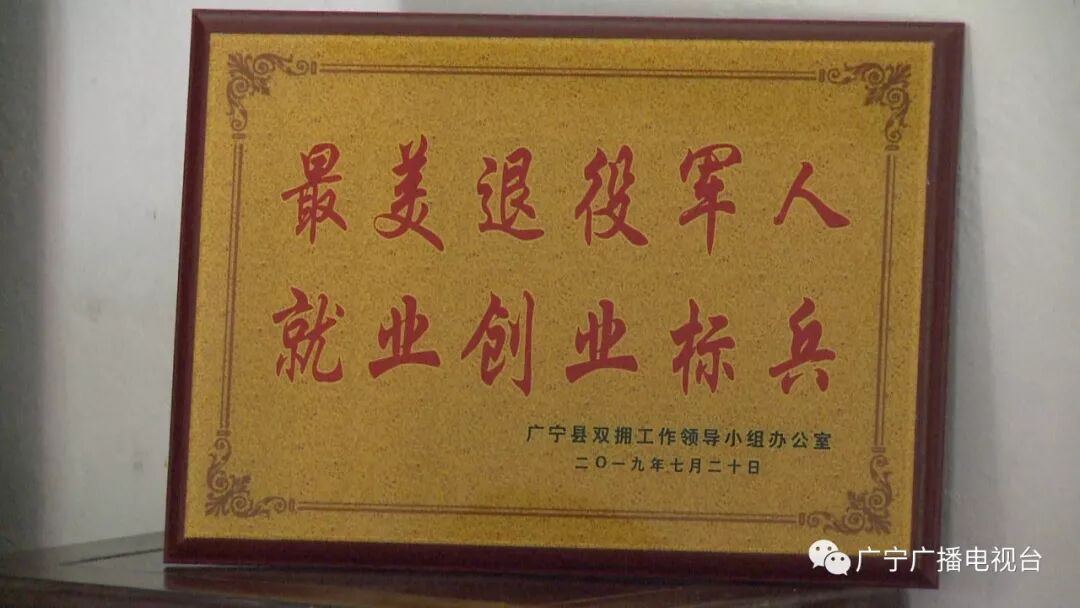 最美退役军人
就业创业标兵
广宁县双拥工作领导小组办公室
二〇一九年七月二十日
广宁广播电视台